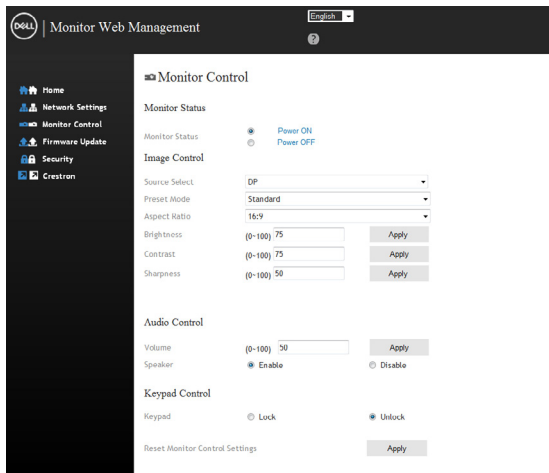 DELL | Monitor Web Management
English
?
Home
Network Settings
Monitor Control
Firmware Update
Security
Crestron
Monitor Control
Monitor Status
Monitor Status Power ON
Power OFF
Image Control
Source Select DP
Preset Mode Standard
Aspect Ratio 16:9
Brightness (0~100) 75 Apply
Contrast (0~100) 75 Apply
Sharpness (0~100) 50 Apply
Audio Control
Volume (0~100) 50 Apply
Speaker Enable Disable
Keypad Control
Keypad Lock Unlock
Reset Monitor Control Settings Apply